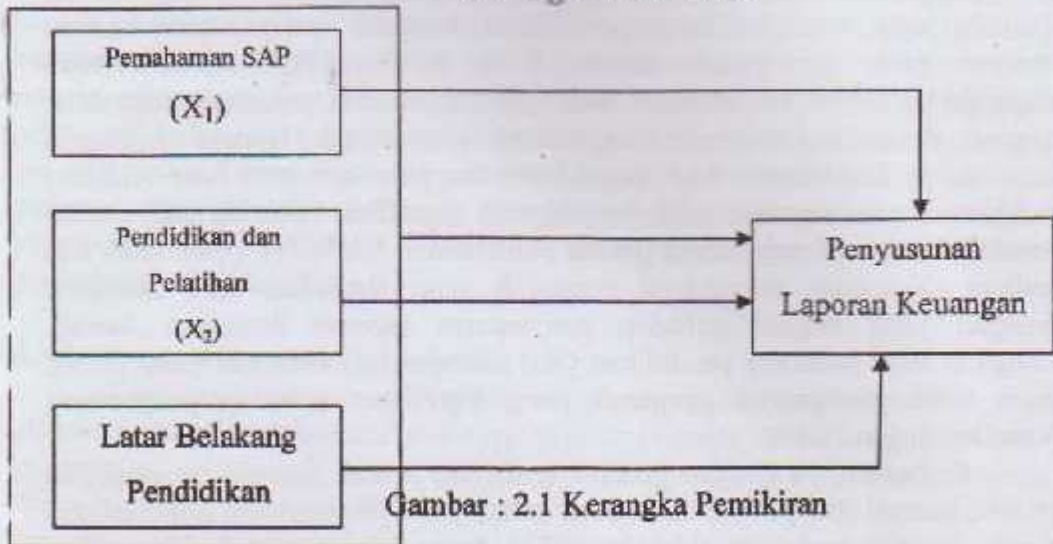 Pemahaman SAP
(X1)
Pendidikan dan
Pelatihan
(X2)
Penyusunan
Laporan Keuangan
Latar Belakang
Pendidikan
Gambar : 2.1 Kerangka Pemikiran